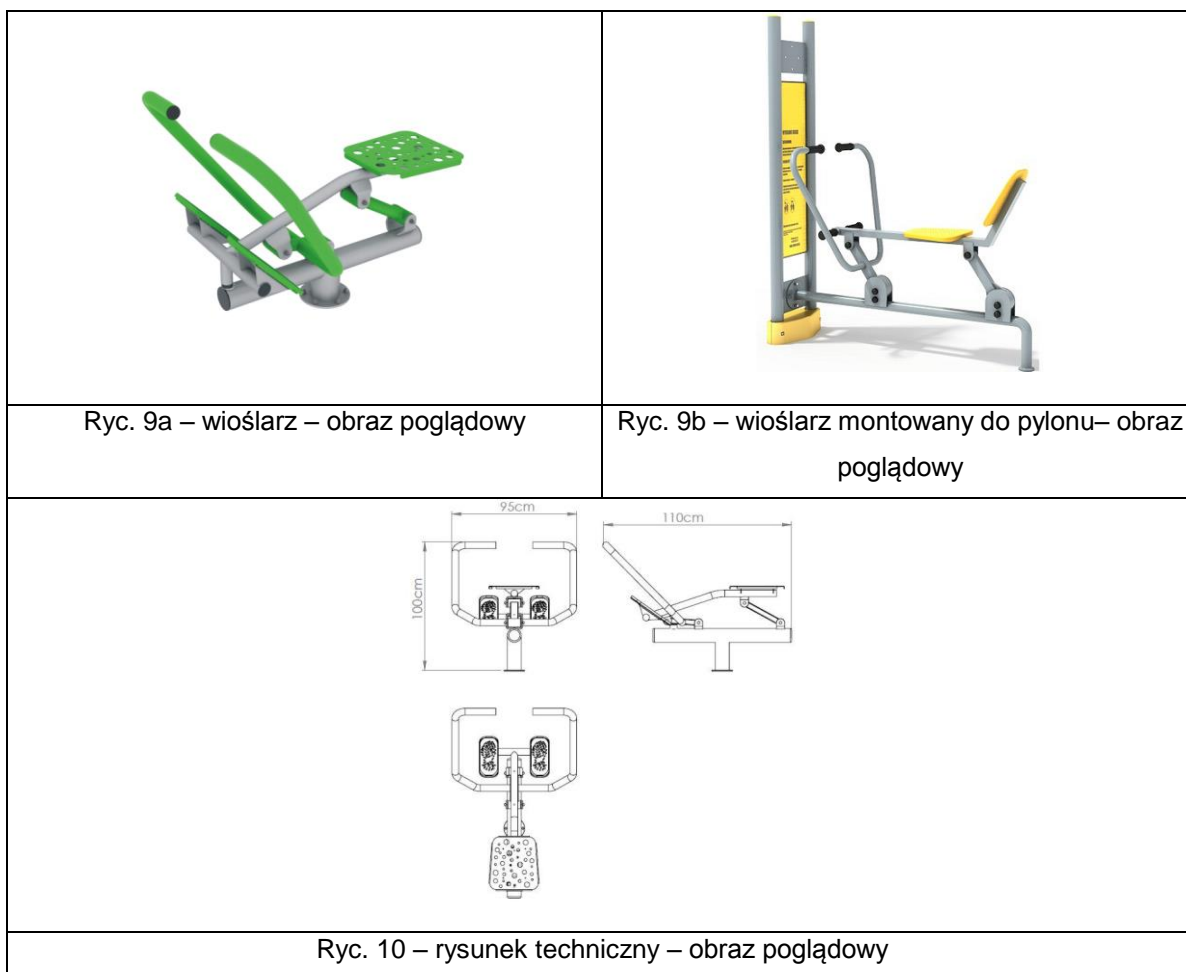 Ryc. 9a – wioślarz – obraz poglądowy
Ryc. 9b – wioślarz montowany do pylonu– obraz
poglądowy
95cm
110cm
100cm
Ryc. 10 – rysunek techniczny – obraz poglądowy